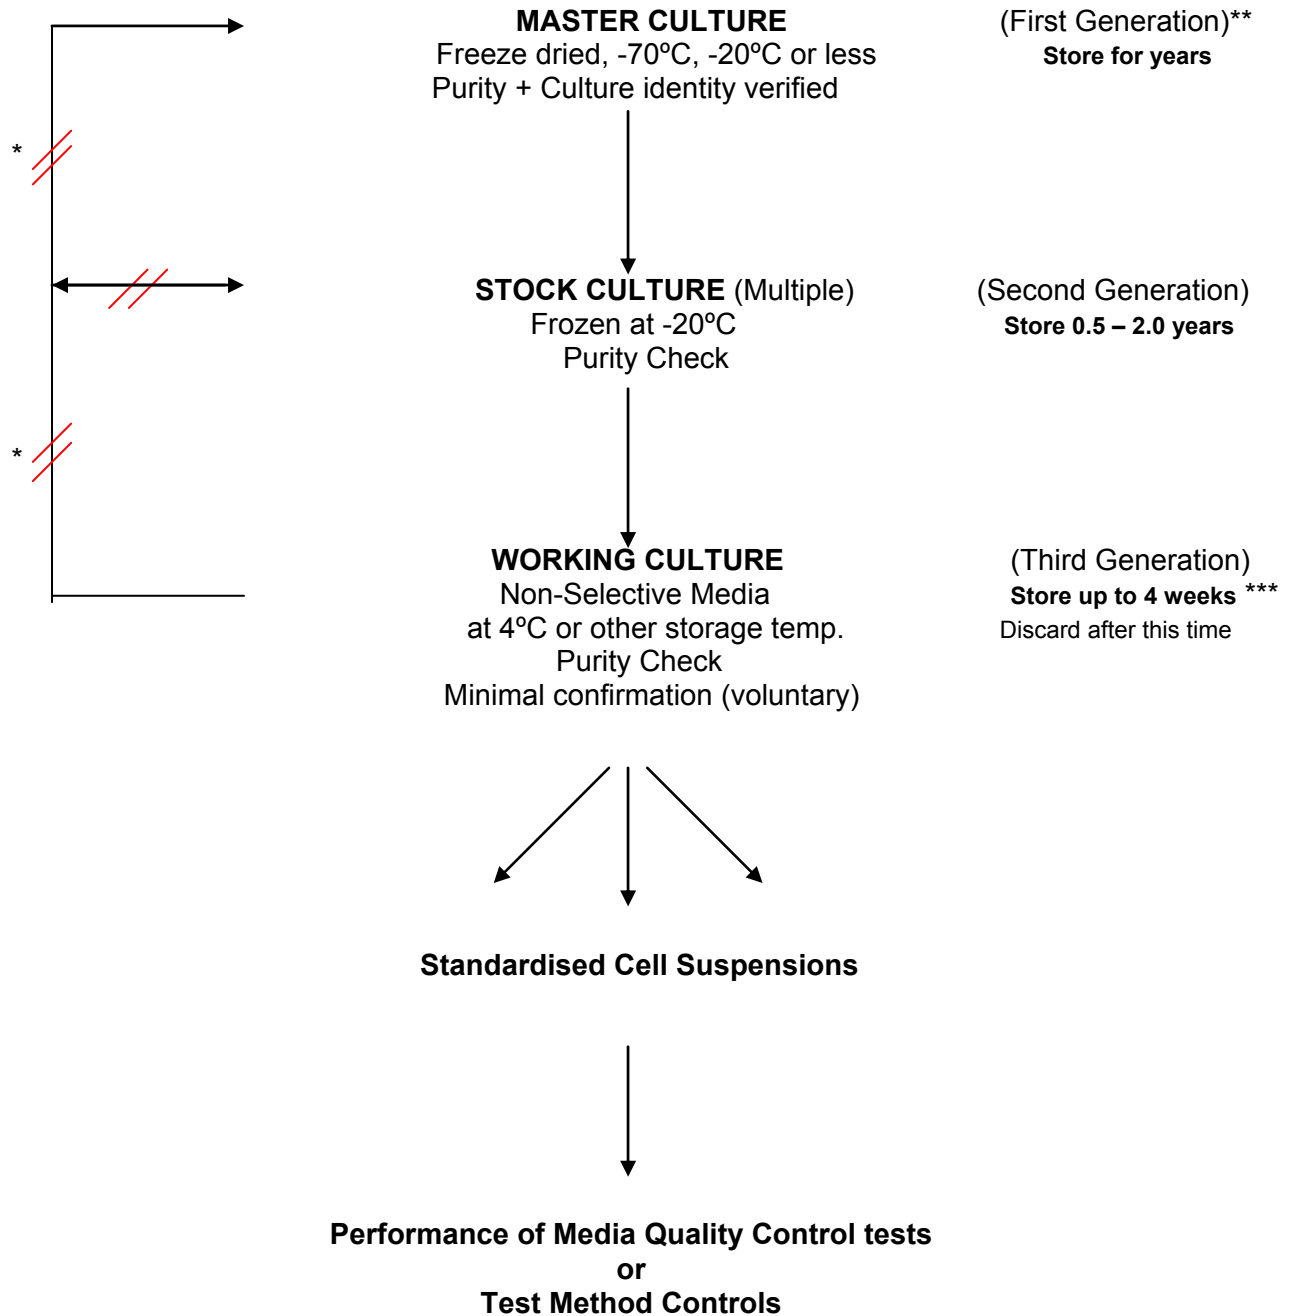 MASTER CULTURE (First Generation)**
Freeze dried, -70ºC, -20ºC or less Store for years
Purity + Culture identity verified
*
STOCK CULTURE (Multiple) (Second Generation)
Frozen at -20ºC Store 0.5 – 2.0 years
Purity Check
*
WORKING CULTURE (Third Generation)
Non-Selective Media Store up to 4 weeks ***
at 4ºC or other storage temp. Discard after this time
Purity Check
Minimal confirmation (voluntary)
Standardised Cell Suspensions
Performance of Media Quality Control tests
or
Test Method Controls